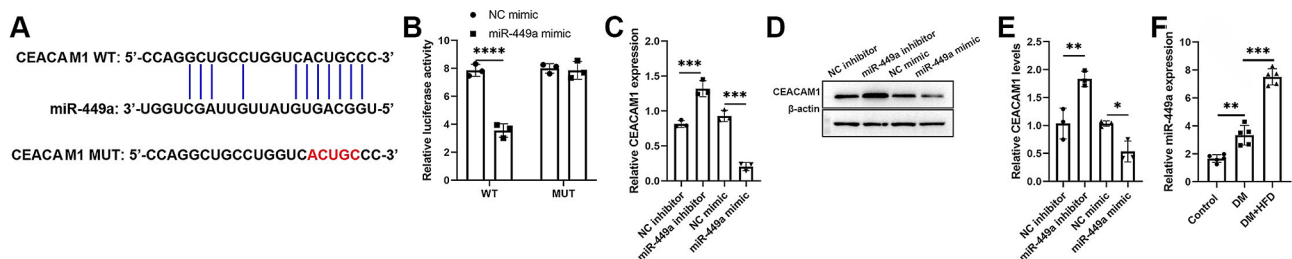 A
CEACAM1 WT: 5'-CCAGGCUGCCUGGUCACUGCCC-3'
miR-449a: 3'-UGGUCGAUUGUUAUGUGACGGU-5'
CEACAM1 MUT: 5'-CCAGGCUGCCUGGUCACUGCCC-3'
B
NC mimic
miR-449a mimic
Relative luciferase activity
10
8
6
4
2
0
****
WT
MUT
C
Relative CEACAM1 expression
2.0
1.5
1.0
0.5
0.0
***
***
NC inhibitor
miR-449a inhibitor
NC mimic
miR-449a mimic
D
NC inhibitor
miR-449a inhibitor
NC mimic
miR-449a mimic
CEACAM1
β-actin
E
Relative CEACAM1 levels
2.5
2.0
1.5
1.0
0.5
0.0
**
*
NC inhibitor
miR-449a inhibitor
NC mimic
miR-449a mimic
F
Relative miR-449a expression
10
8
6
4
2
0
**
***
Control
DM
DM+HFD